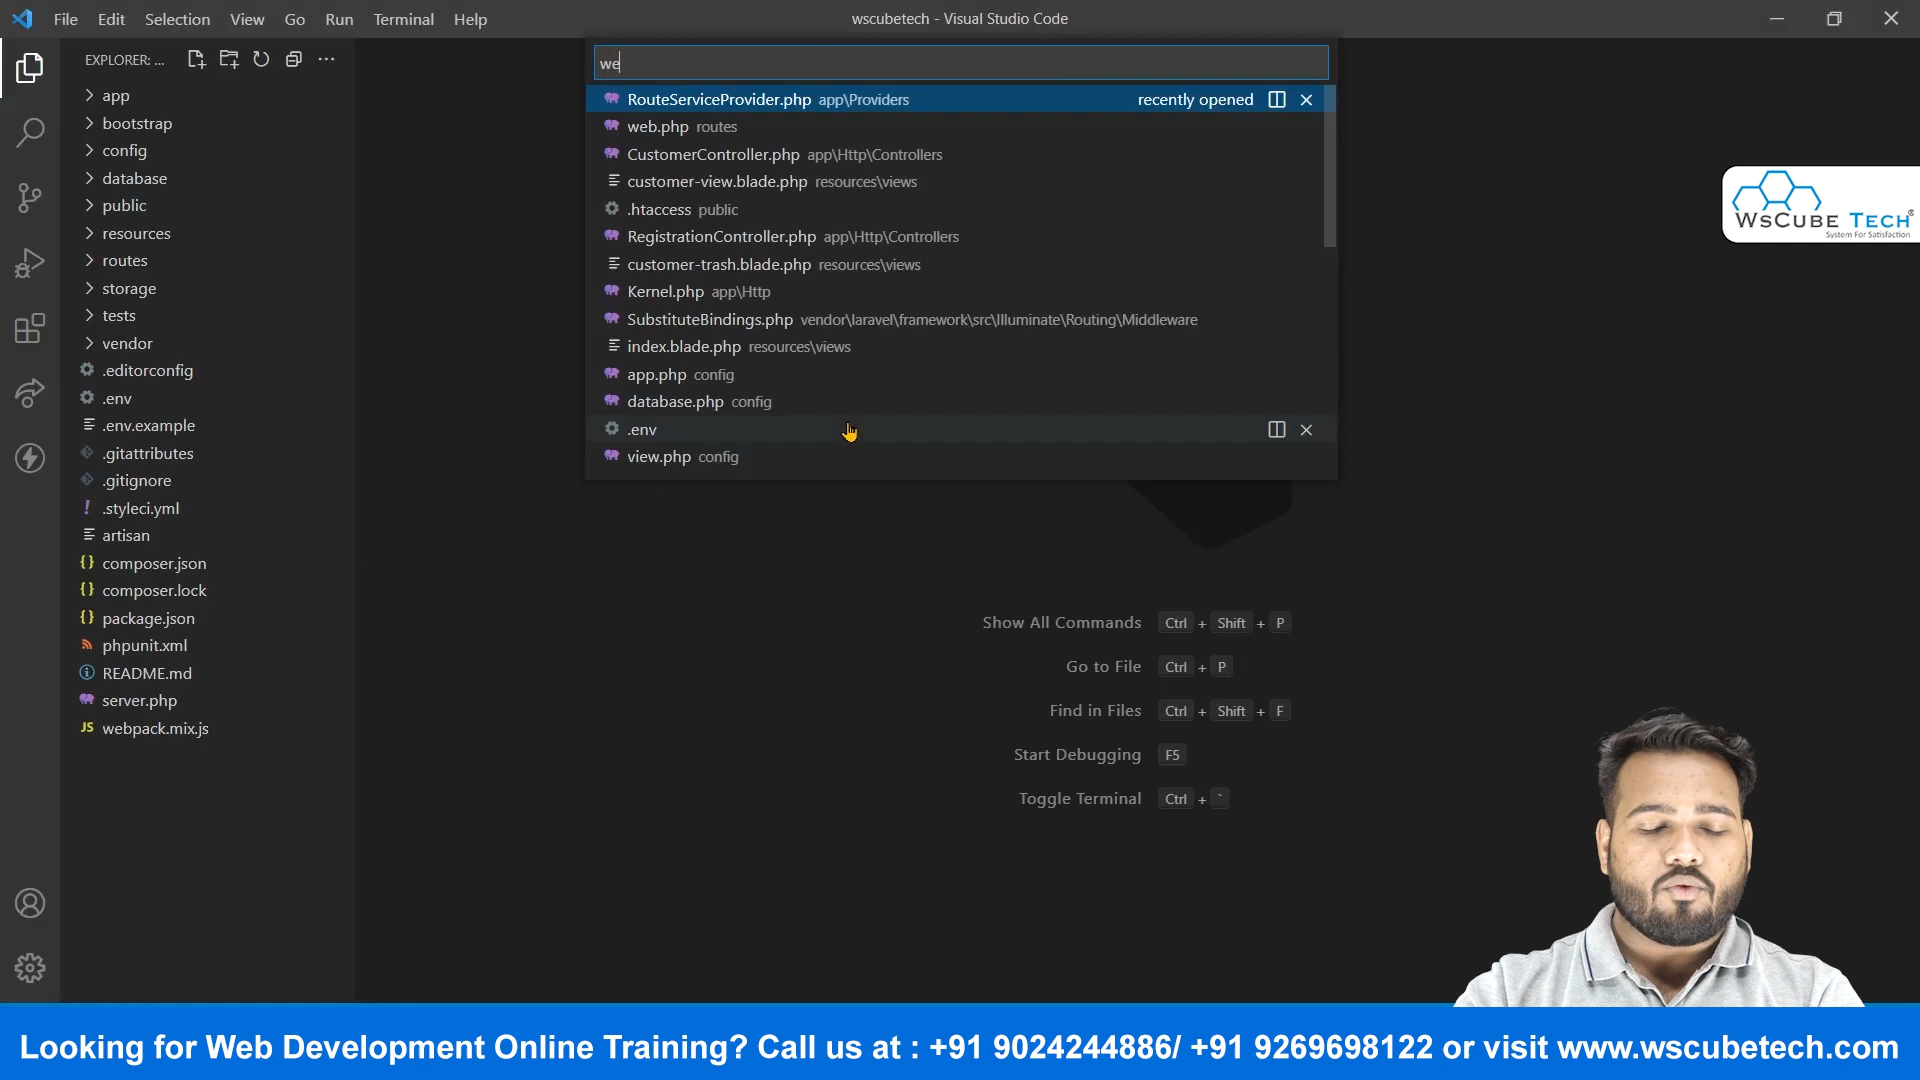 File Edit Selection View Go Run Terminal Help
wscubetech - Visual Studio Code
EXPLORER: ...
we
app
bootstrap
config
database
public
resources
routes
storage
tests
vendor
.editorconfig
.env
.env.example
.gitattributes
.gitignore
.styleci.yml
artisan
composer.json
composer.lock
package.json
phpunit.xml
README.md
server.php
JS webpack.mix.js
RouteServiceProvider.php app\Providers recently opened
web.php routes
CustomerController.php app\Http\Controllers
customer-view.blade.php resources\views
.htaccess public
RegistrationController.php app\Http\Controllers
customer-trash.blade.php resources\views
Kernel.php app\Http
SubstituteBindings.php vendor\laravel\framework\src\Illuminate\Routing\Middleware
index.blade.php resources\views
app.php config
database.php config
.env
view.php config
Show All Commands Ctrl + Shift + P
Go to File Ctrl + P
Find in Files Ctrl + Shift + F
Start Debugging F5
Toggle Terminal Ctrl + `
WsCube Tech®
System For Satisfaction
Looking for Web Development Online Training? Call us at : +91 9024244886/ +91 9269698122 or visit www.wscubetech.com